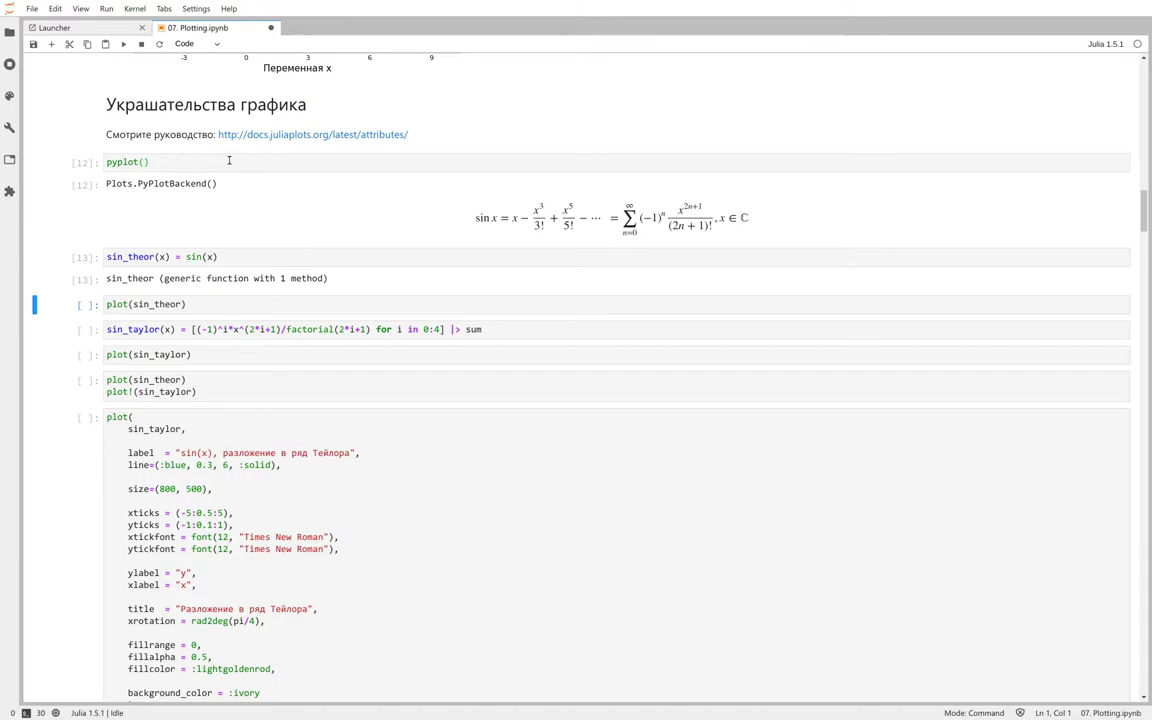 File Edit View Run Kernel Tabs Settings Help
Launcher
07. Plotting.ipynb
Code
Julia 1.5.1
-3 0 3 6 9
Переменная x
Украшательства графика
Смотрите руководство: http://docs.juliaplots.org/latest/attributes/
[12]: pyplot()
[12]: Plots.PyPlotBackend()
sin x = x − x^3/3! + x^5/5! − ⋯ = ∑_{n=0}^{∞} (−1)^n x^{2n+1}/(2n + 1)!, x ∈ ℂ
[13]: sin_theor(x) = sin(x)
[13]: sin_theor (generic function with 1 method)
[ ]: plot(sin_theor)
[ ]: sin_taylor(x) = [(-1)^i*x^(2*i+1)/factorial(2*i+1) for i in 0:4] |> sum
[ ]: plot(sin_taylor)
[ ]: plot(sin_theor)
plot!(sin_taylor)
[ ]: plot(
sin_taylor,
label = "sin(x), разложение в ряд Тейлора",
line=(:blue, 0.3, 6, :solid),
size=(800, 500),
xticks = (-5:0.5:5),
yticks = (-1:0.1:1),
xtickfont = font(12, "Times New Roman"),
ytickfont = font(12, "Times New Roman"),
ylabel = "y",
xlabel = "x",
title = "Разложение в ряд Тейлора",
xrotation = rad2deg(pi/4),
fillrange = 0,
fillalpha = 0.5,
fillcolor = :lightgoldenrod,
background_color = :ivory
0 30 Julia 1.5.1 | Idle
Mode: Command Ln 1, Col 1 07. Plotting.ipynb